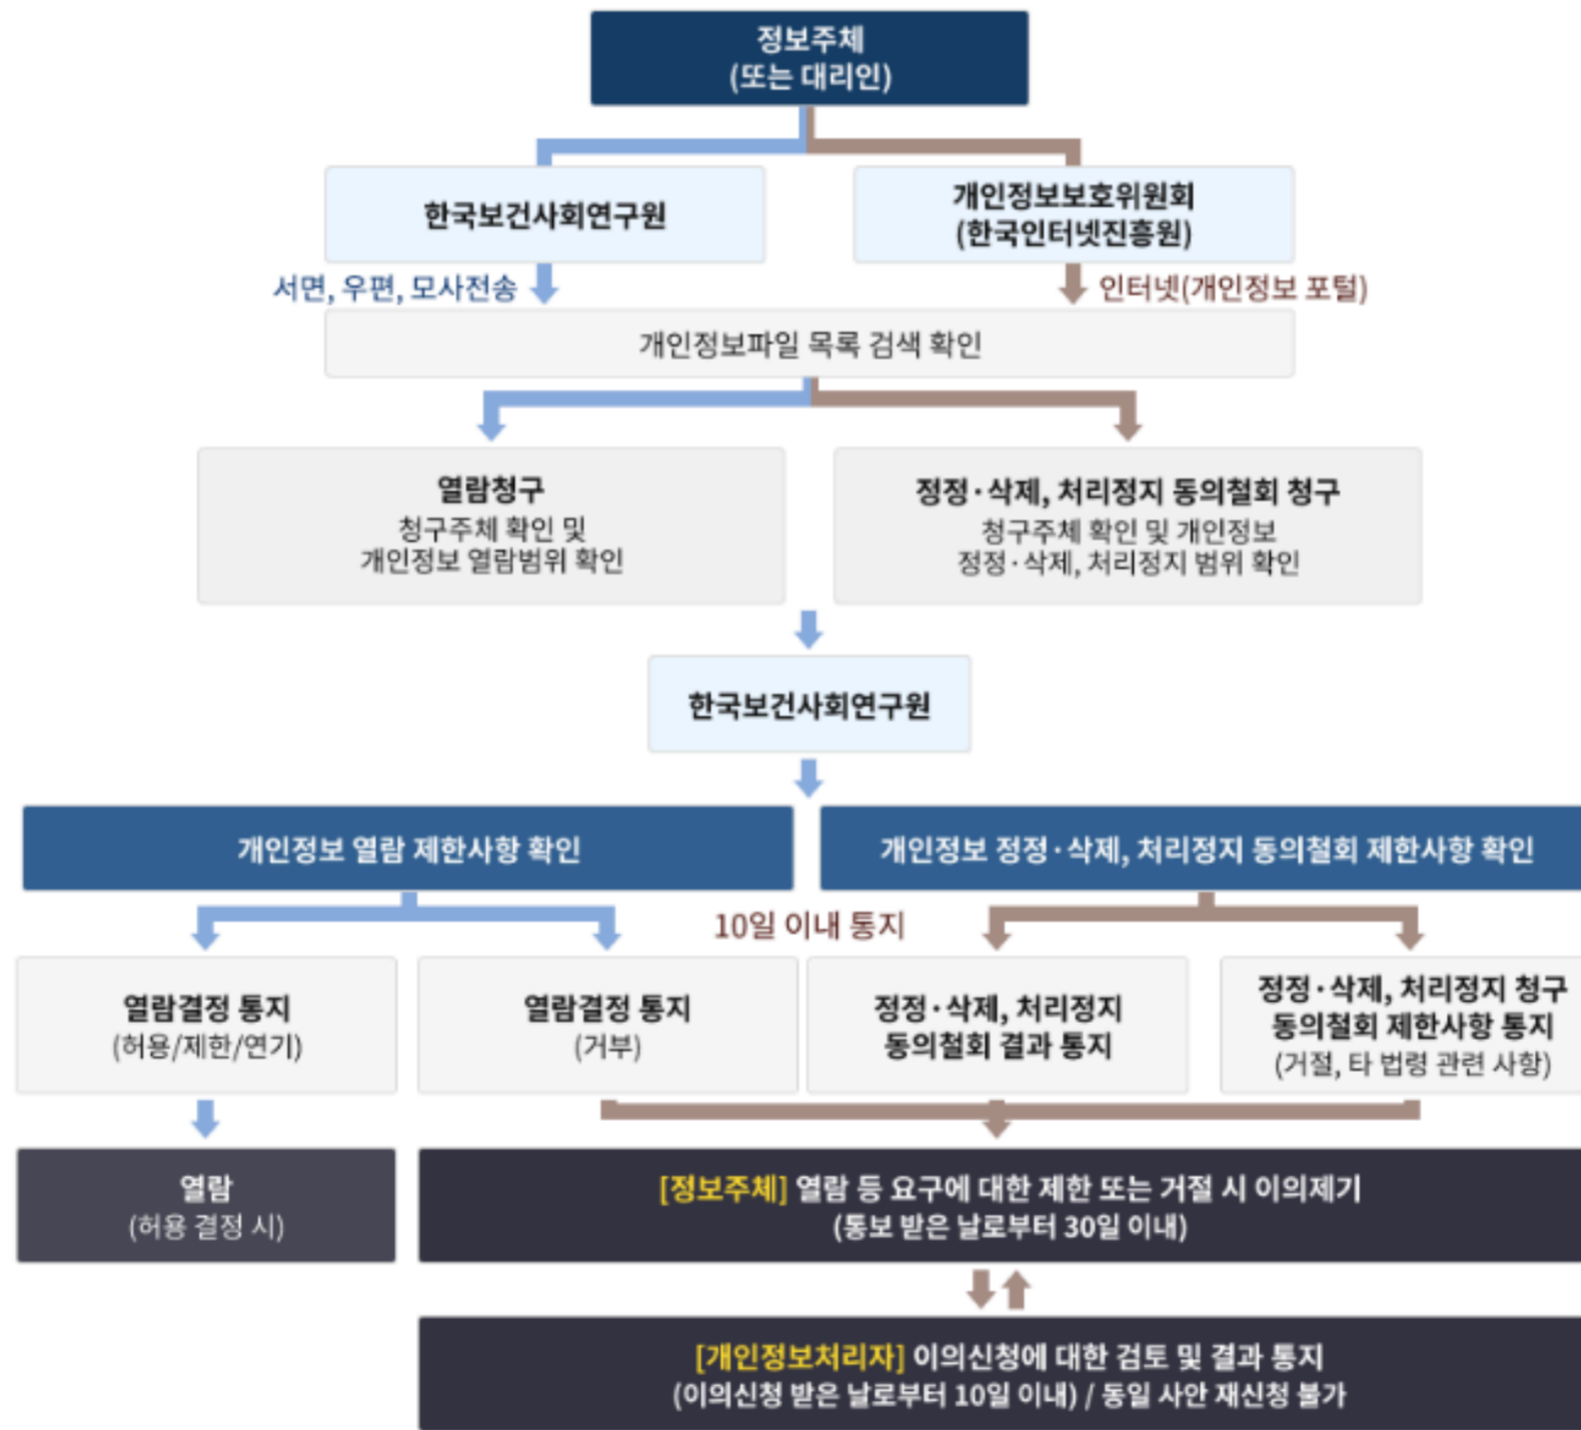 정보주체
(또는 대리인)
한국보건사회연구원
개인정보보호위원회
(한국인터넷진흥원)
서면, 우편, 모사전송
인터넷(개인정보 포털)
개인정보파일 목록 검색 확인
열람청구
청구주체 확인 및
개인정보 열람범위 확인
정정·삭제, 처리정지 동의철회 청구
청구주체 확인 및 개인정보
정정·삭제, 처리정지 범위 확인
한국보건사회연구원
개인정보 열람 제한사항 확인
개인정보 정정·삭제, 처리정지 동의철회 제한사항 확인
10일 이내 통지
열람결정 통지
(허용/제한/연기)
열람결정 통지
(거부)
정정·삭제, 처리정지
동의철회 결과 통지
정정·삭제, 처리정지 청구
동의철회 제한사항 통지
(거절, 타 법령 관련 사항)
열람
(허용 결정 시)
[정보주체] 열람 등 요구에 대한 제한 또는 거절 시 이의제기
(통보 받은 날로부터 30일 이내)
[개인정보처리자] 이의신청에 대한 검토 및 결과 통지
(이의신청 받은 날로부터 10일 이내) / 동일 사안 재신청 불가